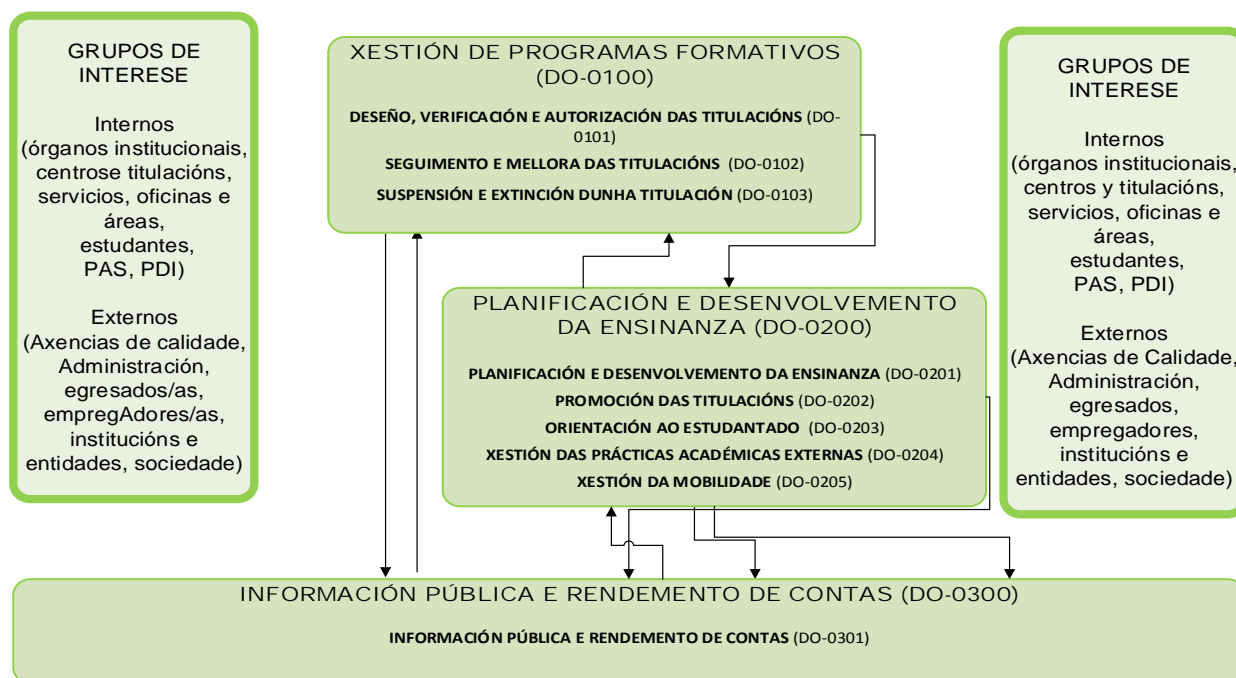 GRUPOS DE
INTERESE
Internos
(órganos institucionais,
centrose titulacións,
servicios, oficinas e
áreas,
estudantes,
PAS, PDI)
Externos
(Axencias de calidade,
Administración,
egresados/as,
empregAdores/as,
institucións e
entidades, sociedade)
XESTIÓN DE PROGRAMAS FORMATIVOS
(DO-0100)
DESEÑO, VERIFICACIÓN E AUTORIZACIÓN DAS TITULACIÓNS (DO-
0101)
SEGUIMENTO E MELLORA DAS TITULACIÓNS (DO-0102)
SUSPENSIÓN E EXTINCIÓN DUNHA TITULACIÓN (DO-0103)
PLANIFICACIÓN E DESENVOLVEMENTO
DA ENSINANZA (DO-0200)
PLANIFICACIÓN E DESENVOLVEMENTO DA ENSINANZA (DO-0201)
PROMOCIÓN DAS TITULACIÓNS (DO-0202)
ORIENTACIÓN AO ESTUDANTADO (DO-0203)
XESTIÓN DAS PRÁCTICAS ACADÉMICAS EXTERNAS (DO-0204)
XESTIÓN DA MOBILIDADE (DO-0205)
GRUPOS DE
INTERESE
Internos
(órganos institucionais,
centros y titulacións,
servicios, oficinas e
áreas,
estudantes,
PAS, PDI)
Externos
(Axencias de Calidade,
Administración,
egresados,
empregadores,
institucións e
entidades, sociedade)
INFORMACIÓN PÚBLICA E RENDEMENTO DE CONTAS (DO-0300)
INFORMACIÓN PÚBLICA E RENDEMENTO DE CONTAS (DO-0301)